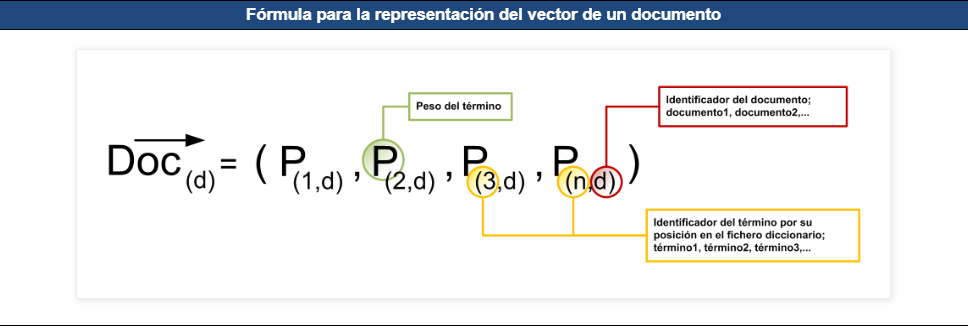 Fórmula para la representación del vector de un documento
Peso del término
Identificador del documento;
documento1, documento2,...
Doc(d) = ( P(1,d) , P(2,d) , P(3,d) , P(n,d) )
Identificador del término por su
posición en el fichero diccionario;
término1, término2, término3,...